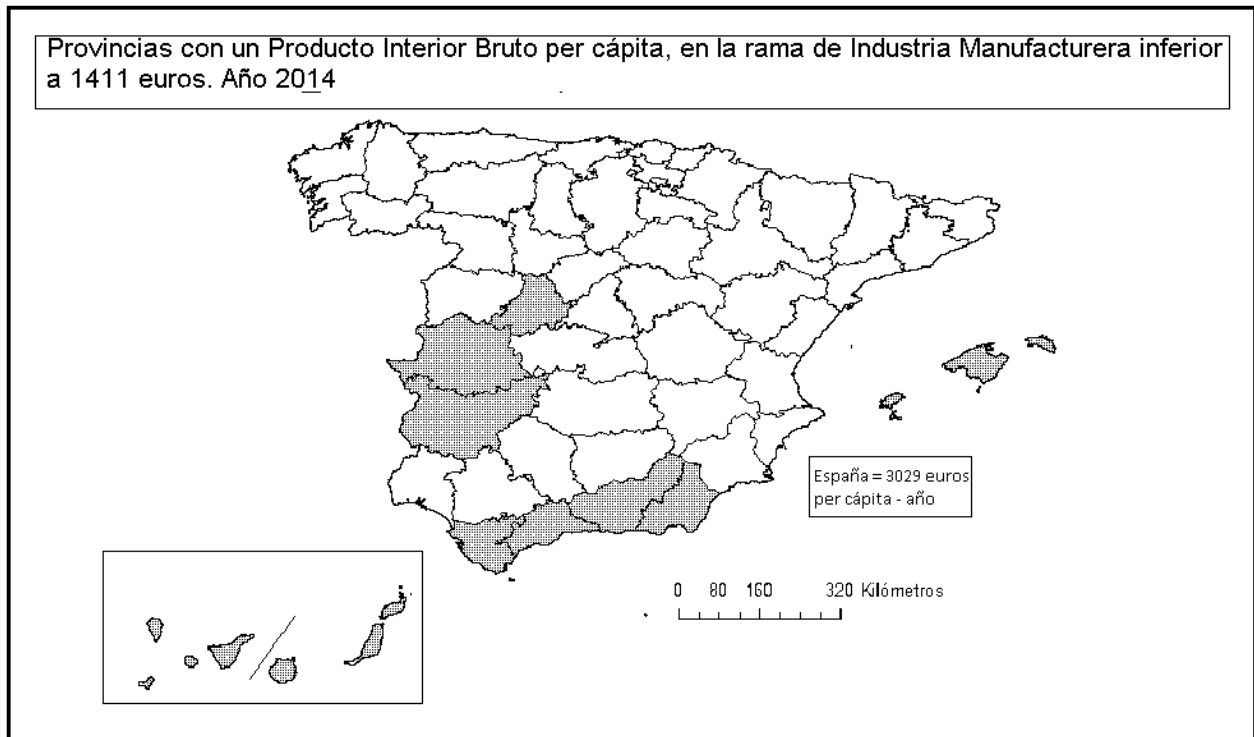 Provincias con un Producto Interior Bruto per cápita, en la rama de Industria Manufacturera inferior
a 1411 euros. Año 2014
España = 3029 euros
per cápita - año
0 80 160 320 Kilómetros